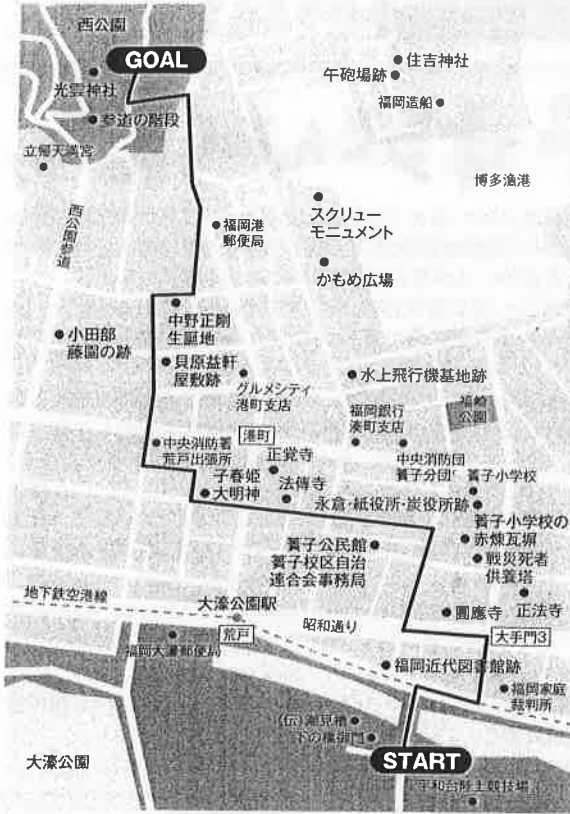 西公園
GOAL
光雲神社
参道の階段
立帰天満宮
西公園参道
住吉神社
午砲場跡
福岡造船
博多漁港
スクリュー
モニュメント
福岡港
郵便局
かもめ広場
中野正剛
生誕地
小田部
藤園の跡
貝原益軒
屋敷跡
グルメシティ
港町支店
水上飛行機基地跡
福崎
公園
福岡銀行
湊町支店
港町
中央消防署
荒戸出張所
正覚寺
中央消防団
簀子分団
簀子小学校
子春姫
大明神
法傳寺
永倉・紙役所・炭役所跡
簀子小学校の
赤煉瓦塀
簀子公民館
簀子校区自治
連合会事務局
戦災死者
供養塔
正法寺
圓應寺
地下鉄空港線
大濠公園駅
昭和通り
荒戸
大手門3
福岡大濠郵便局
福岡近代図書館跡
福岡家庭
裁判所
(伝)潮見櫓
下の橋御門
START
大濠公園
平和台陸上競技場